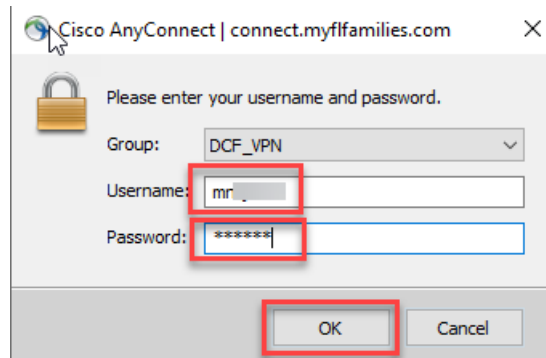 Cisco AnyConnect | connect.myflfamilies.com
Please enter your username and password.
Group: DCF_VPN
Username:
Password: ******
OK Cancel